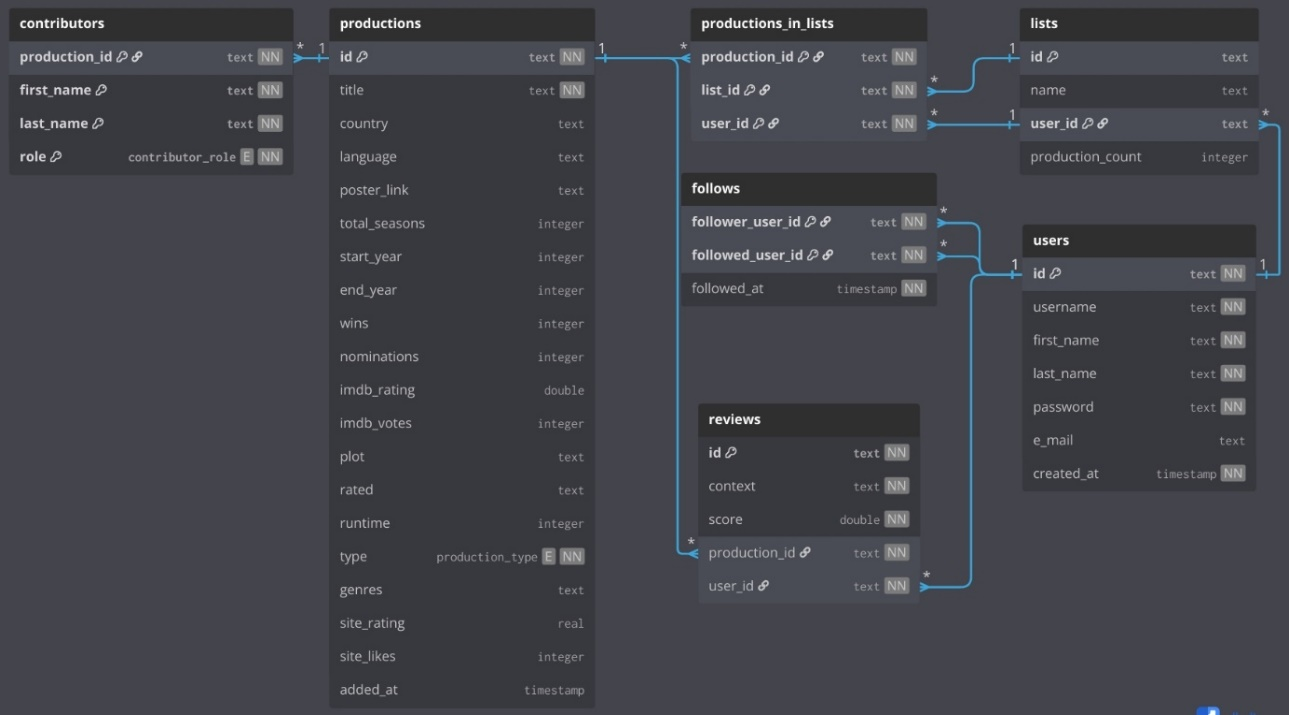 contributors
production_id text NN
first_name text NN
last_name text NN
role contributor_role E NN
* 1
productions
id text NN
title text NN
country text
language text
poster_link text
total_seasons integer
start_year integer
end_year integer
wins integer
nominations integer
imdb_rating double
imdb_votes integer
plot text
rated text
runtime integer
type production_type E NN
genres text
site_rating real
site_likes integer
added_at timestamp
1 *
productions_in_lists
production_id text NN
list_id text NN
user_id text NN
* 1
* 1
lists
id text
name text
user_id text
production_count integer
*
follows
follower_user_id text NN
followed_user_id text NN
followed_at timestamp NN
*
*
1
users
id text NN
username text NN
first_name text NN
last_name text NN
password text NN
e_mail text
created_at timestamp NN
1
reviews
id text NN
context text NN
score double NN
production_id text NN
user_id text NN
*
*